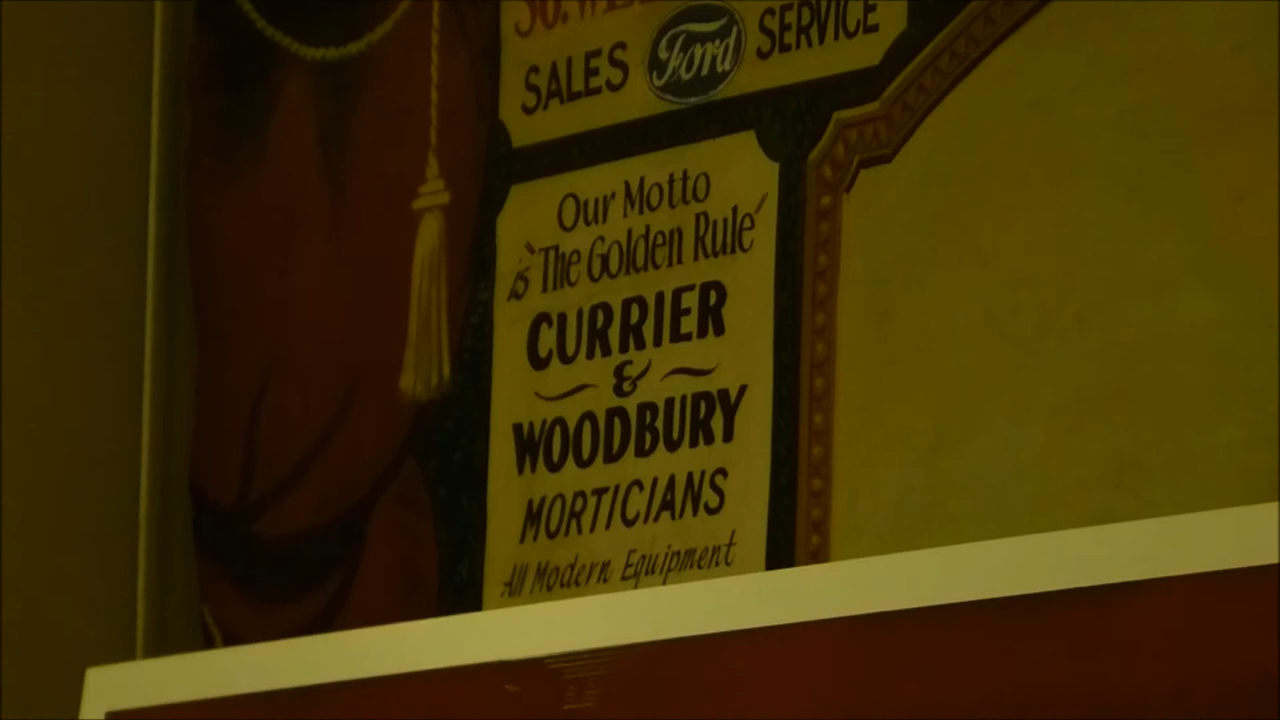 SALES Ford SERVICE
Our Motto
is "The Golden Rule"
CURRIER
&
WOODBURY
MORTICIANS
All Modern Equipment